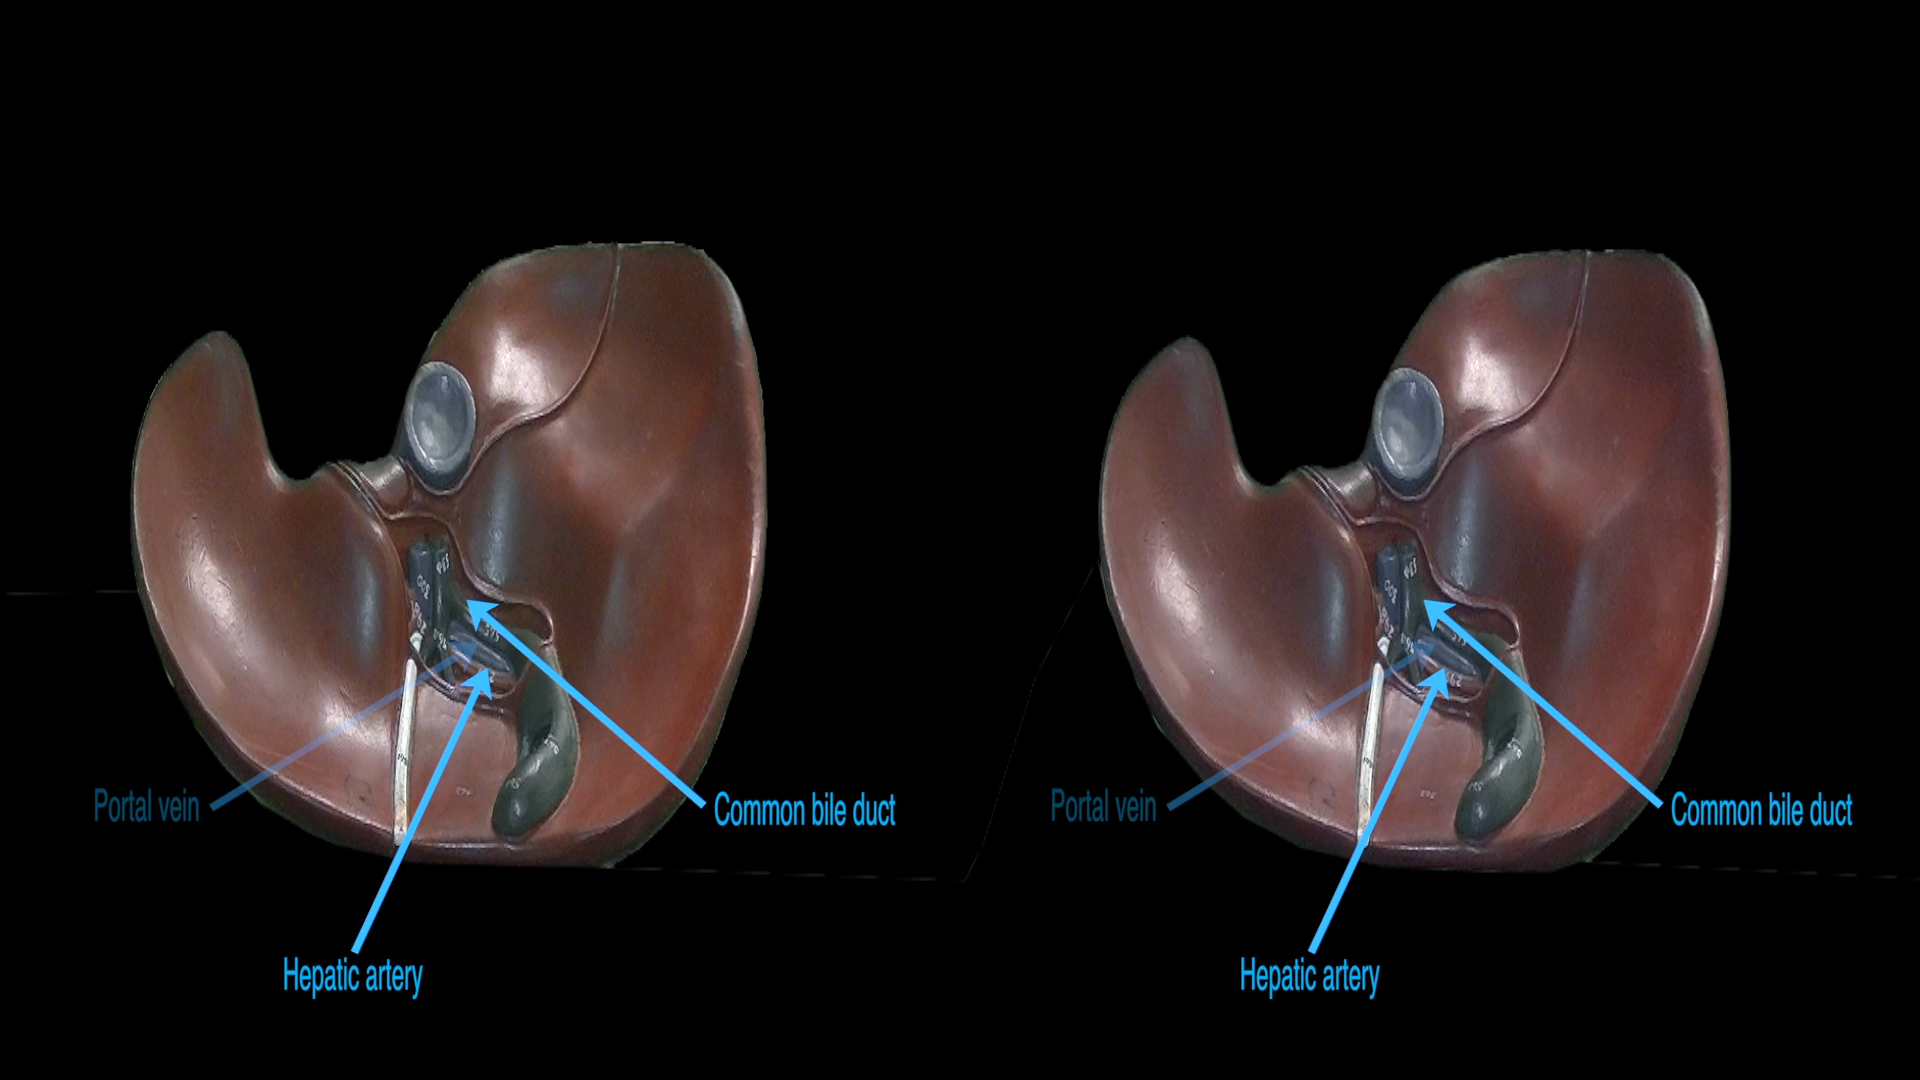 Portal vein
Common bile duct
Hepatic artery
Portal vein
Common bile duct
Hepatic artery